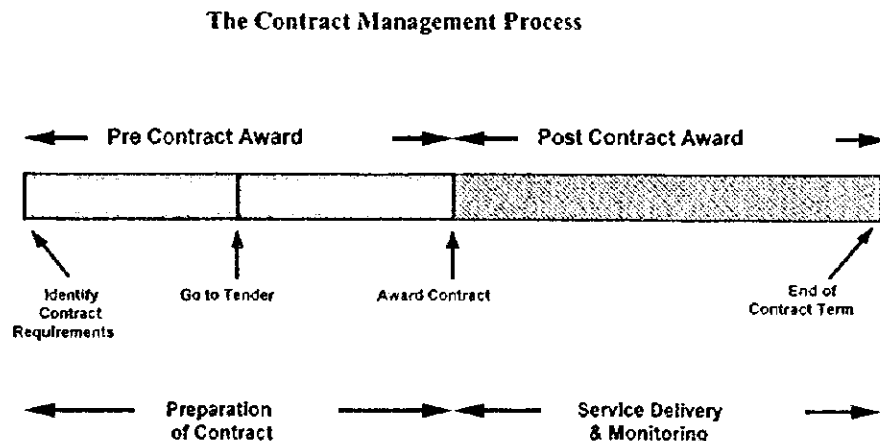 The Contract Management Process
Pre Contract Award
Post Contract Award
Identify
Contract
Requirements
Go to Tender
Award Contract
End of
Contract Term
Preparation
of Contract
Service Delivery
& Monitoring